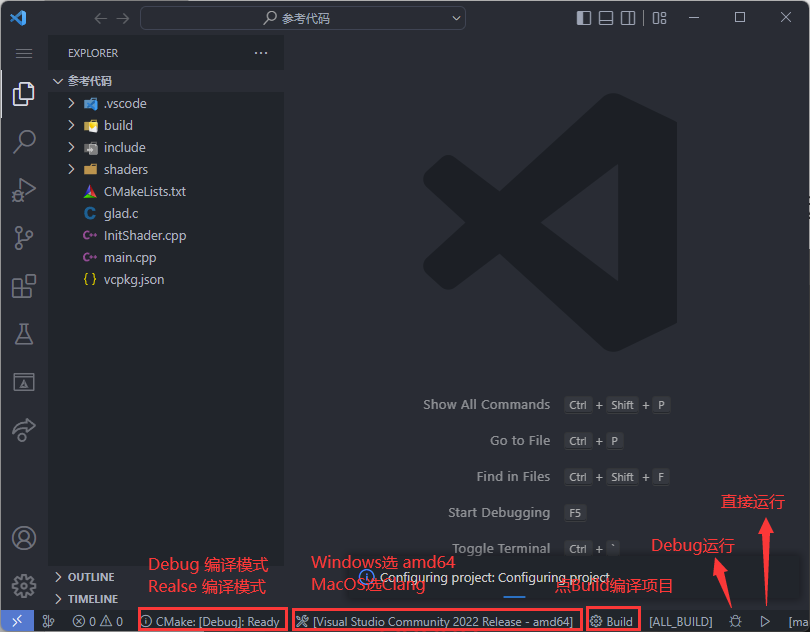 参考代码
EXPLORER
参考代码
.vscode
build
include
shaders
CMakeLists.txt
glad.c
InitShader.cpp
main.cpp
vcpkg.json
Show All Commands Ctrl + Shift + P
Go to File Ctrl + P
Find in Files Ctrl + Shift + F
Start Debugging F5
Toggle Terminal Ctrl + `
直接运行
Debug运行
Debug 编译模式
Realse 编译模式
Windows选 amd64
MacOS选Clang
Configuring project: Configuring project
点Build编译项目
OUTLINE
TIMELINE
0 0 CMake: [Debug]: Ready [Visual Studio Community 2022 Release - amd64] Build [ALL_BUILD] [ma